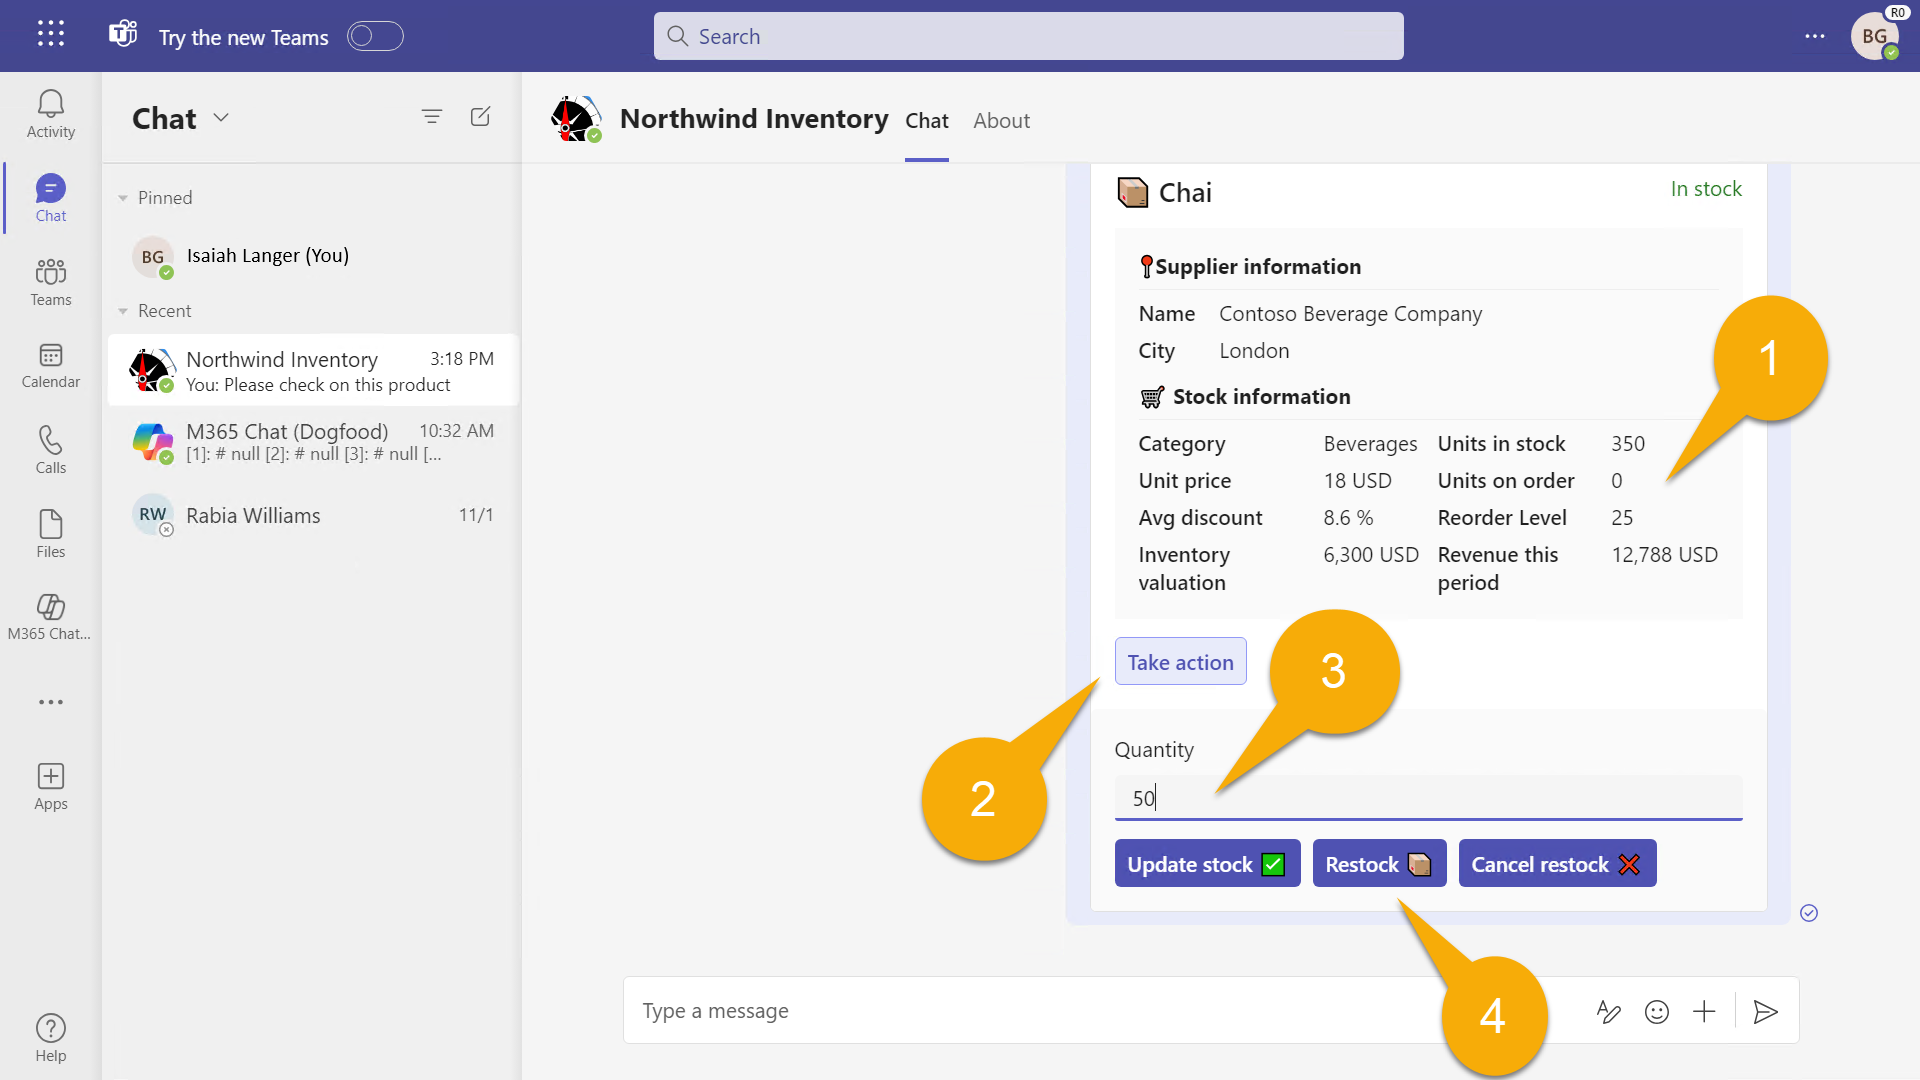 Try the new Teams
Search
R0
BG
Activity
Chat
Teams
Calendar
Calls
Files
M365 Chat...
Apps
Help
Chat
Pinned
BG
Isaiah Langer (You)
Recent
Northwind Inventory 3:18 PM
You: Please check on this product
M365 Chat (Dogfood) 10:32 AM
[1]: # null [2]: # null [3]: # null [...
RW
Rabia Williams 11/1
Northwind Inventory Chat About
Chai In stock
Supplier information
Name Contoso Beverage Company
City London
Stock information
Category Beverages Units in stock 350
Unit price 18 USD Units on order 0
Avg discount 8.6 % Reorder Level 25
Inventory 6,300 USD Revenue this 12,788 USD
valuation period
1
Take action
3
2
Quantity
50
Update stock Restock Cancel restock
4
Type a message